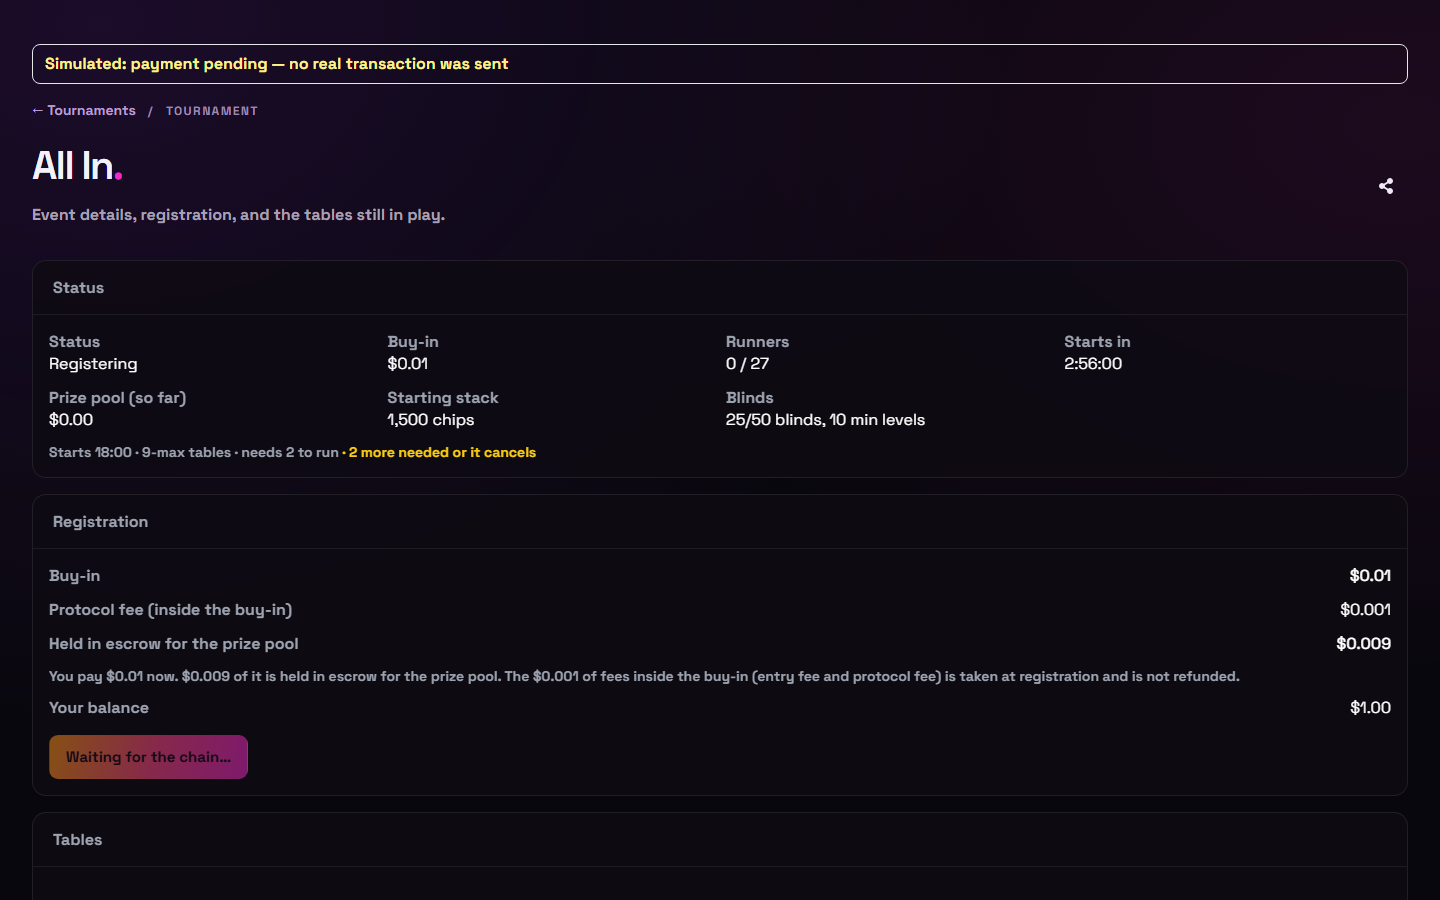 Simulated: payment pending — no real transaction was sent
← Tournaments / TOURNAMENT
All In.
Event details, registration, and the tables still in play.
Status
Status Buy-in Runners Starts in
Registering $0.01 0 / 27 2:56:00
Prize pool (so far) Starting stack Blinds
$0.00 1,500 chips 25/50 blinds, 10 min levels
Starts 18:00 · 9-max tables · needs 2 to run · 2 more needed or it cancels
Registration
Buy-in $0.01
Protocol fee (inside the buy-in) $0.001
Held in escrow for the prize pool $0.009
You pay $0.01 now. $0.009 of it is held in escrow for the prize pool. The $0.001 of fees inside the buy-in (entry fee and protocol fee) is taken at registration and is not refunded.
Your balance $1.00
Waiting for the chain...
Tables